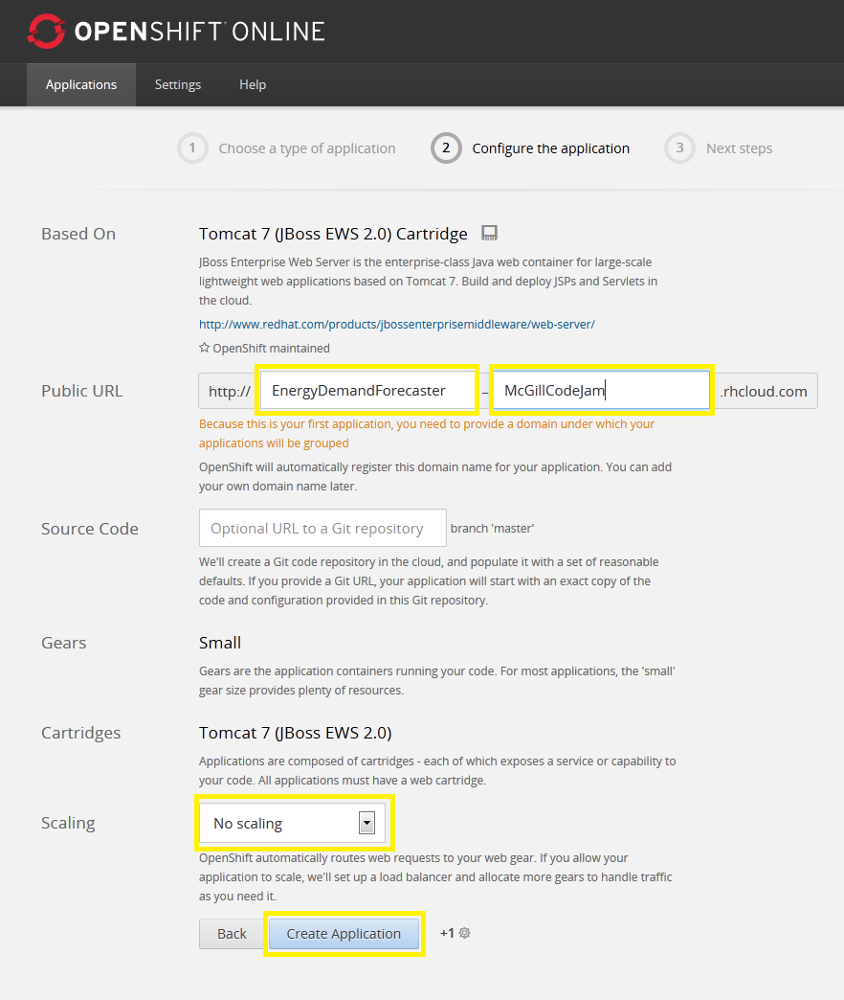 OPENSHIFT ONLINE
Applications Settings Help
1 Choose a type of application 2 Configure the application 3 Next steps
Based On Tomcat 7 (JBoss EWS 2.0) Cartridge
JBoss Enterprise Web Server is the enterprise-class Java web container for large-scale
lightweight web applications based on Tomcat 7. Build and deploy JSPs and Servlets in
the cloud.
http://www.redhat.com/products/jbossenterprisemiddleware/web-server/
OpenShift maintained
Public URL http:// EnergyDemandForecaster – McGillCodeJam .rhcloud.com
Because this is your first application, you need to provide a domain under which your
applications will be grouped
OpenShift will automatically register this domain name for your application. You can add
your own domain name later.
Source Code Optional URL to a Git repository branch 'master'
We'll create a Git code repository in the cloud, and populate it with a set of reasonable
defaults. If you provide a Git URL, your application will start with an exact copy of the
code and configuration provided in this Git repository.
Gears Small
Gears are the application containers running your code. For most applications, the 'small'
gear size provides plenty of resources.
Cartridges Tomcat 7 (JBoss EWS 2.0)
Applications are composed of cartridges - each of which exposes a service or capability to
your code. All applications must have a web cartridge.
Scaling No scaling
OpenShift automatically routes web requests to your web gear. If you allow your
application to scale, we'll set up a load balancer and allocate more gears to handle traffic
as you need it.
Back Create Application +1